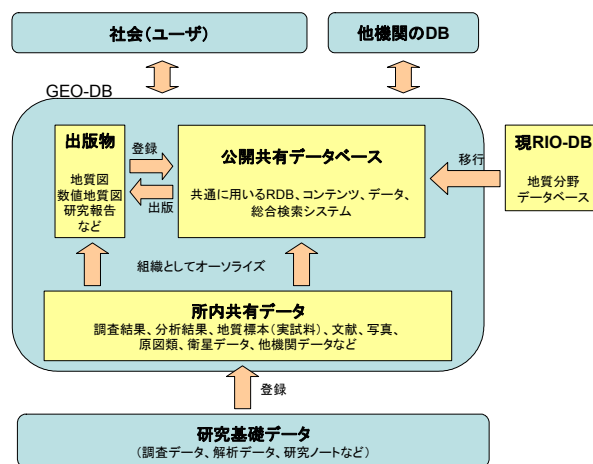 社会(ユーザ)
他機関のDB
GEO-DB
出版物
地質図
数値地質図
研究報告
など
登録
出版
公開共有データベース
共通に用いるRDB、コンテンツ、データ、
総合検索システム
移行
現RIO-DB
地質分野
データベース
組織としてオーソライズ
所内共有データ
調査結果、分析結果、地質標本(実試料)、文献、写真、
原図類、衛星データ、他機関データなど
登録
研究基礎データ
(調査データ、解析データ、研究ノートなど)